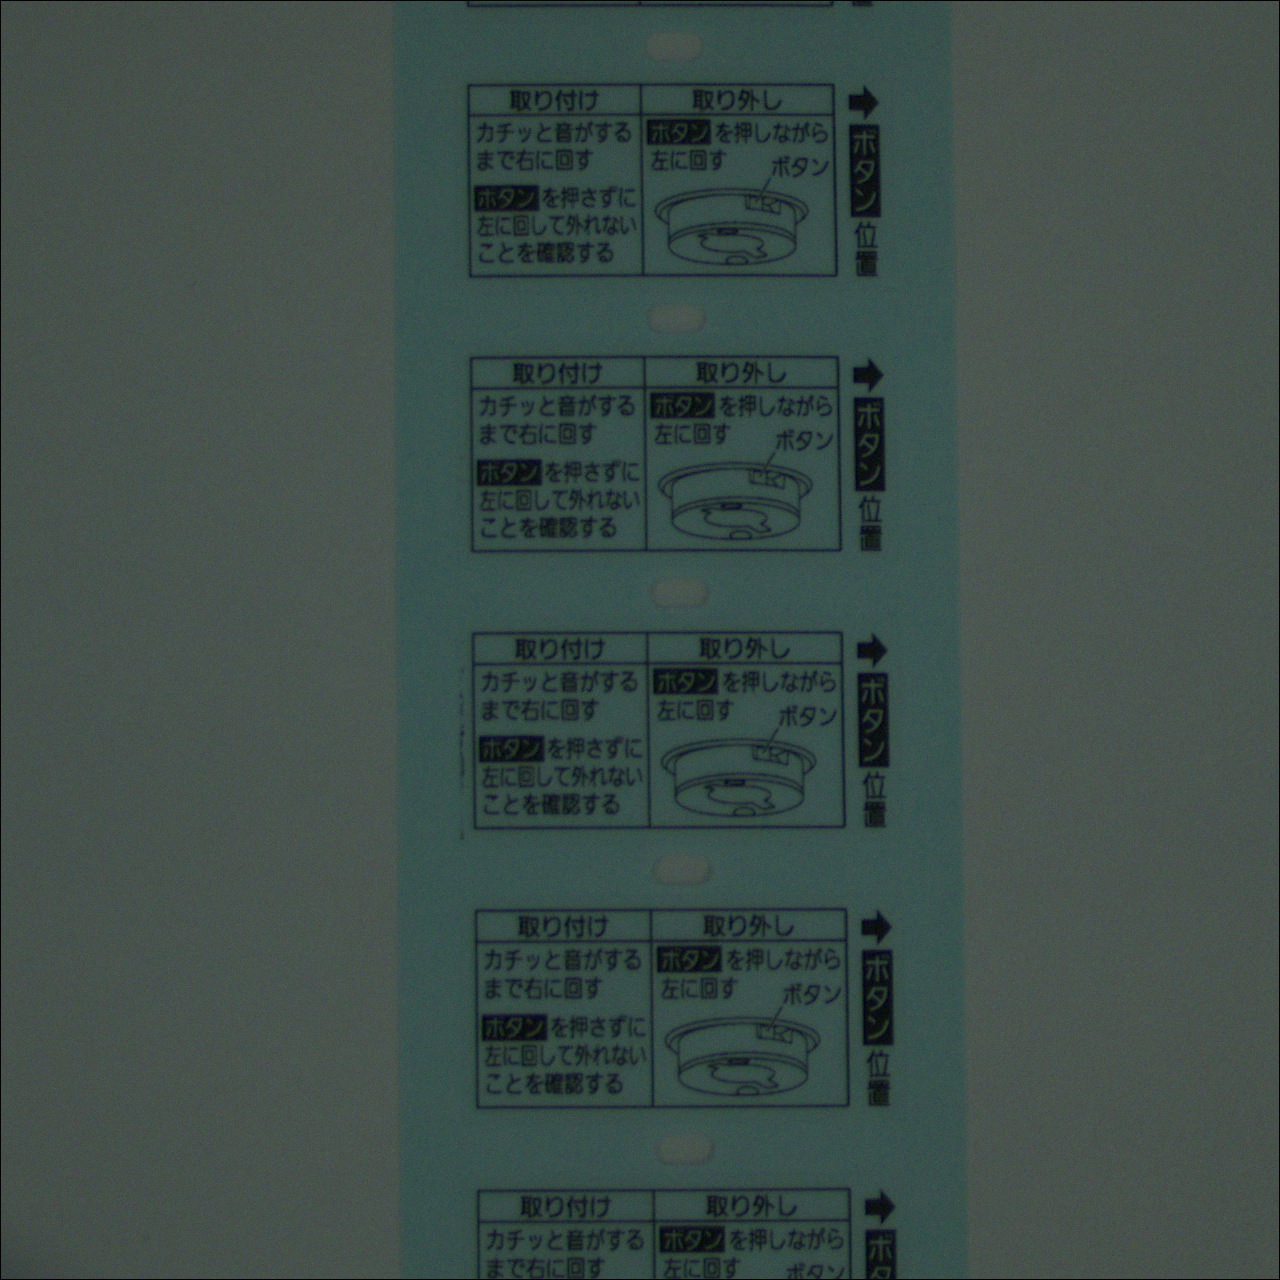 取り付け
カチッと音がする
まで右に回す
ボタンを押さずに
左に回して外れない
ことを確認する
取り外し
ボタンを押しながら
左に回す
ボタン
➡ボタン位置
取り付け
カチッと音がする
まで右に回す
ボタンを押さずに
左に回して外れない
ことを確認する
取り外し
ボタンを押しながら
左に回す
ボタン
➡ボタン位置
取り付け
カチッと音がする
まで右に回す
ボタンを押さずに
左に回して外れない
ことを確認する
取り外し
ボタンを押しながら
左に回す
ボタン
➡ボタン位置
取り付け
カチッと音がする
まで右に回す
ボタンを押さずに
左に回して外れない
ことを確認する
取り外し
ボタンを押しながら
左に回す
ボタン
➡ボタン位置
取り付け
カチッと音がする
まで右に回す
取り外し
ボタンを押しながら
左に回す
ボタン
➡ボタ